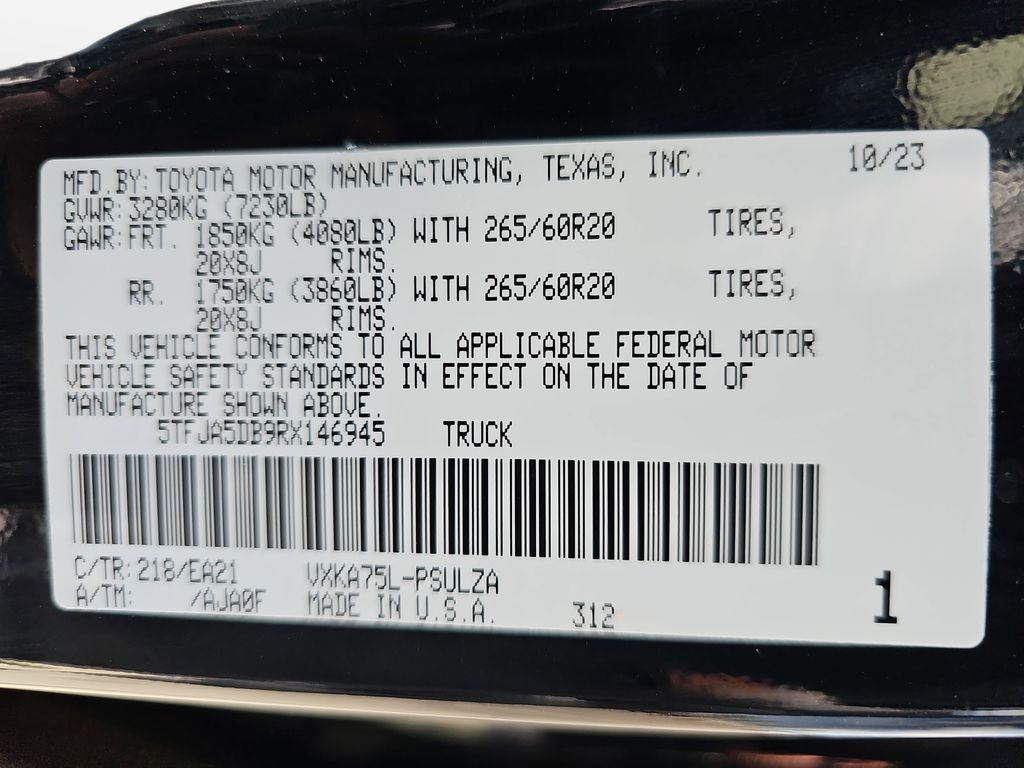 MFD.BY: TOYOTA MOTOR MANUFACTURING, TEXAS, INC. 10/23
GVWR: 3280KG (7230LB)
GAWR: FRT. 1850KG (4080LB) WITH 265/60R20 TIRES,
20X8J RIMS.
RR. 1750KG (3860LB) WITH 265/60R20 TIRES,
20X8J RIMS.
THIS VEHICLE CONFORMS TO ALL APPLICABLE FEDERAL MOTOR
VEHICLE SAFETY STANDARDS IN EFFECT ON THE DATE OF
MANUFACTURE SHOWN ABOVE.
5TFJA5DB9RX146945 TRUCK
C/TR: 218/EA21 VXKA75L-PSULZA
A/TM: /AJA0F MADE IN U.S.A. 312 1